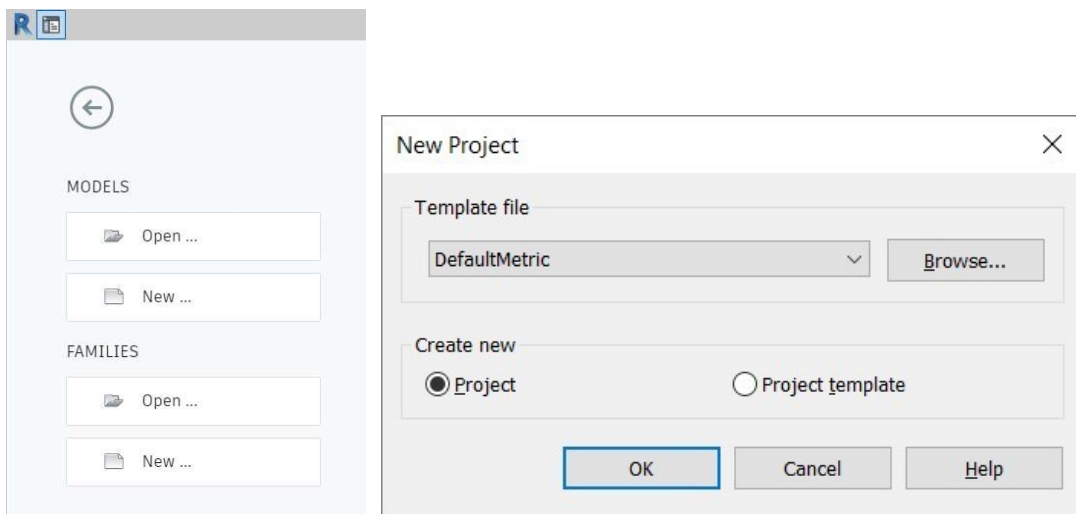 R
MODELS
Open ...
New ...
FAMILIES
Open ...
New ...
New Project
Template file
DefaultMetric
Browse...
Create new
Project
Project template
OK
Cancel
Help